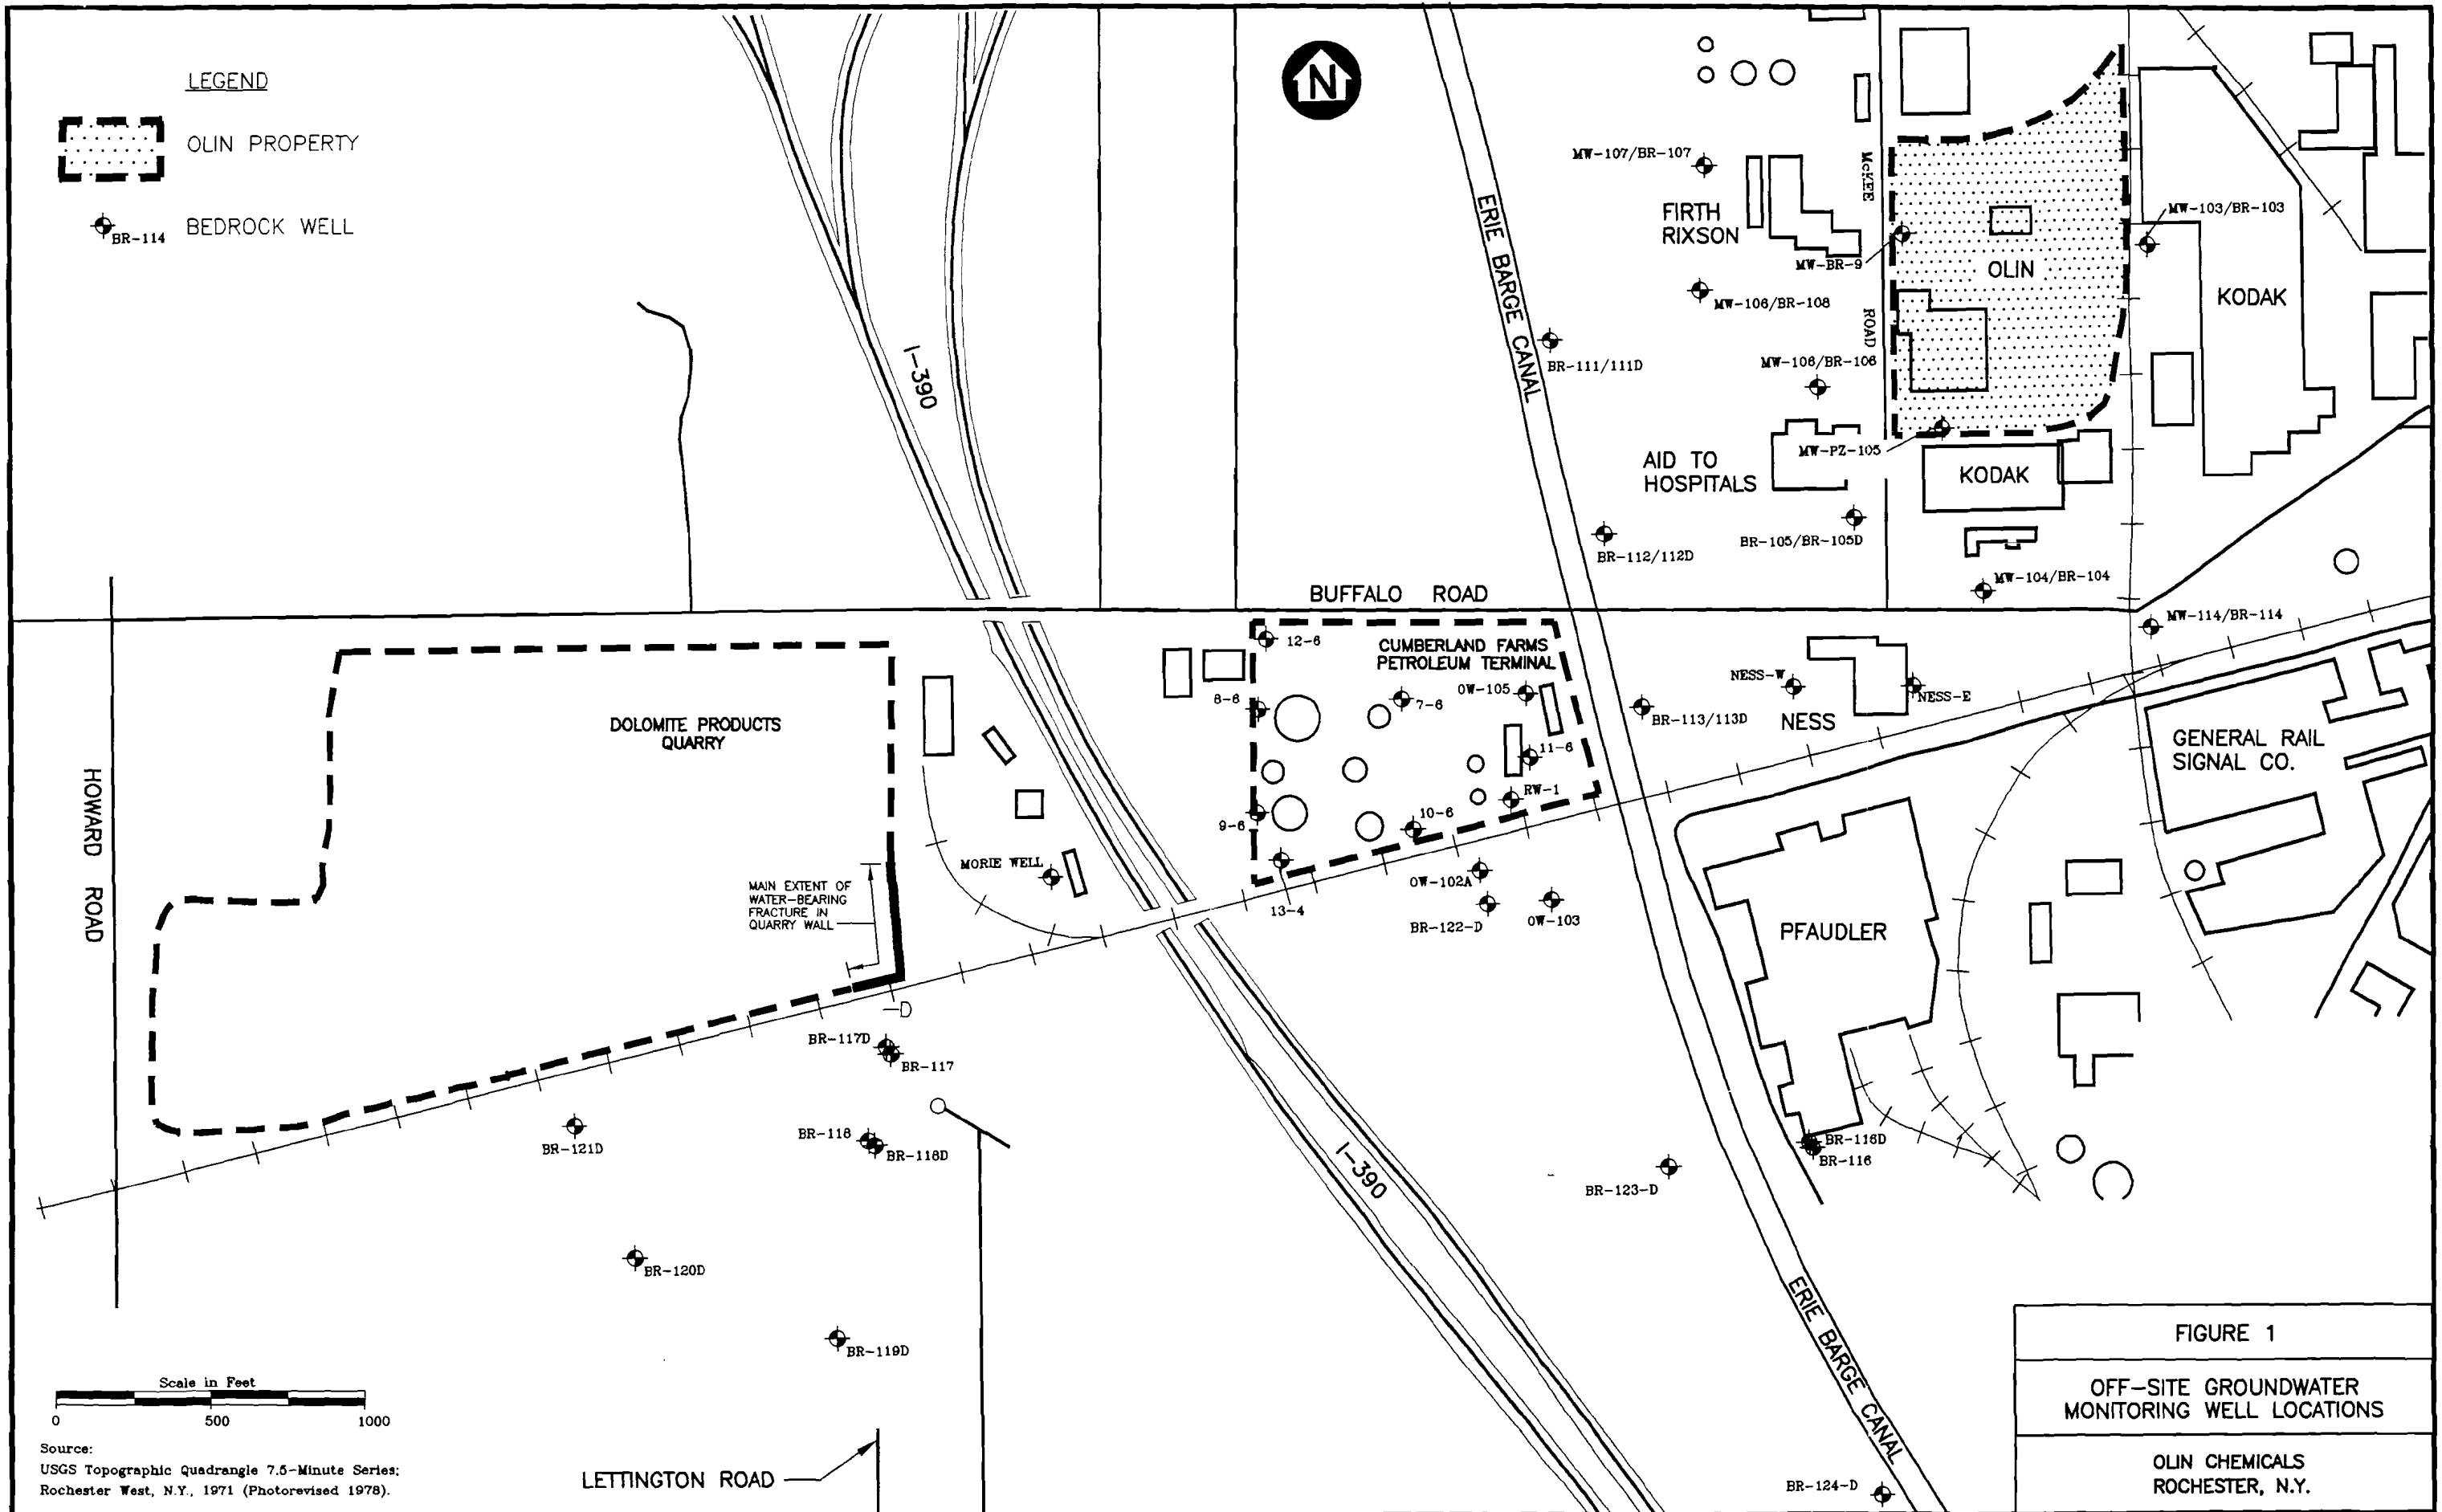 LEGEND
OLIN PROPERTY
BR-114
BEDROCK WELL
N
I-390
ERIE BARGE CANAL
MW-107/BR-107
FIRTH
RIXSON
MW-106/BR-108
BR-111/111D
McKEE
ROAD
MW-BR-9
OLIN
MW-103/BR-103
KODAK
MW-106/BR-106
MW-PZ-105
KODAK
AID TO
HOSPITALS
BR-105/BR-105D
BR-112/112D
MW-104/BR-104
BUFFALO ROAD
MW-114/BR-114
HOWARD ROAD
DOLOMITE PRODUCTS
QUARRY
MAIN EXTENT OF
WATER-BEARING
FRACTURE IN
QUARRY WALL
MORIE WELL
12-6
CUMBERLAND FARMS
PETROLEUM TERMINAL
8-6
7-6
OW-105
11-6
RW-1
9-6
10-6
13-4
OW-102A
BR-122-D
OW-103
BR-113/113D
NESS-W
NESS-E
NESS
GENERAL RAIL
SIGNAL CO.
PFAUDLER
D
BR-117D
BR-117
BR-118
BR-118D
BR-121D
BR-120D
BR-119D
I-390
BR-123-D
BR-116D
BR-116
ERIE BARGE CANAL
BR-124-D
LETTINGTON ROAD
Scale in Feet
0 500 1000
Source:
USGS Topographic Quadrangle 7.5-Minute Series;
Rochester West, N.Y., 1971 (Photorevised 1978).
FIGURE 1
OFF-SITE GROUNDWATER
MONITORING WELL LOCATIONS
OLIN CHEMICALS
ROCHESTER, N.Y.